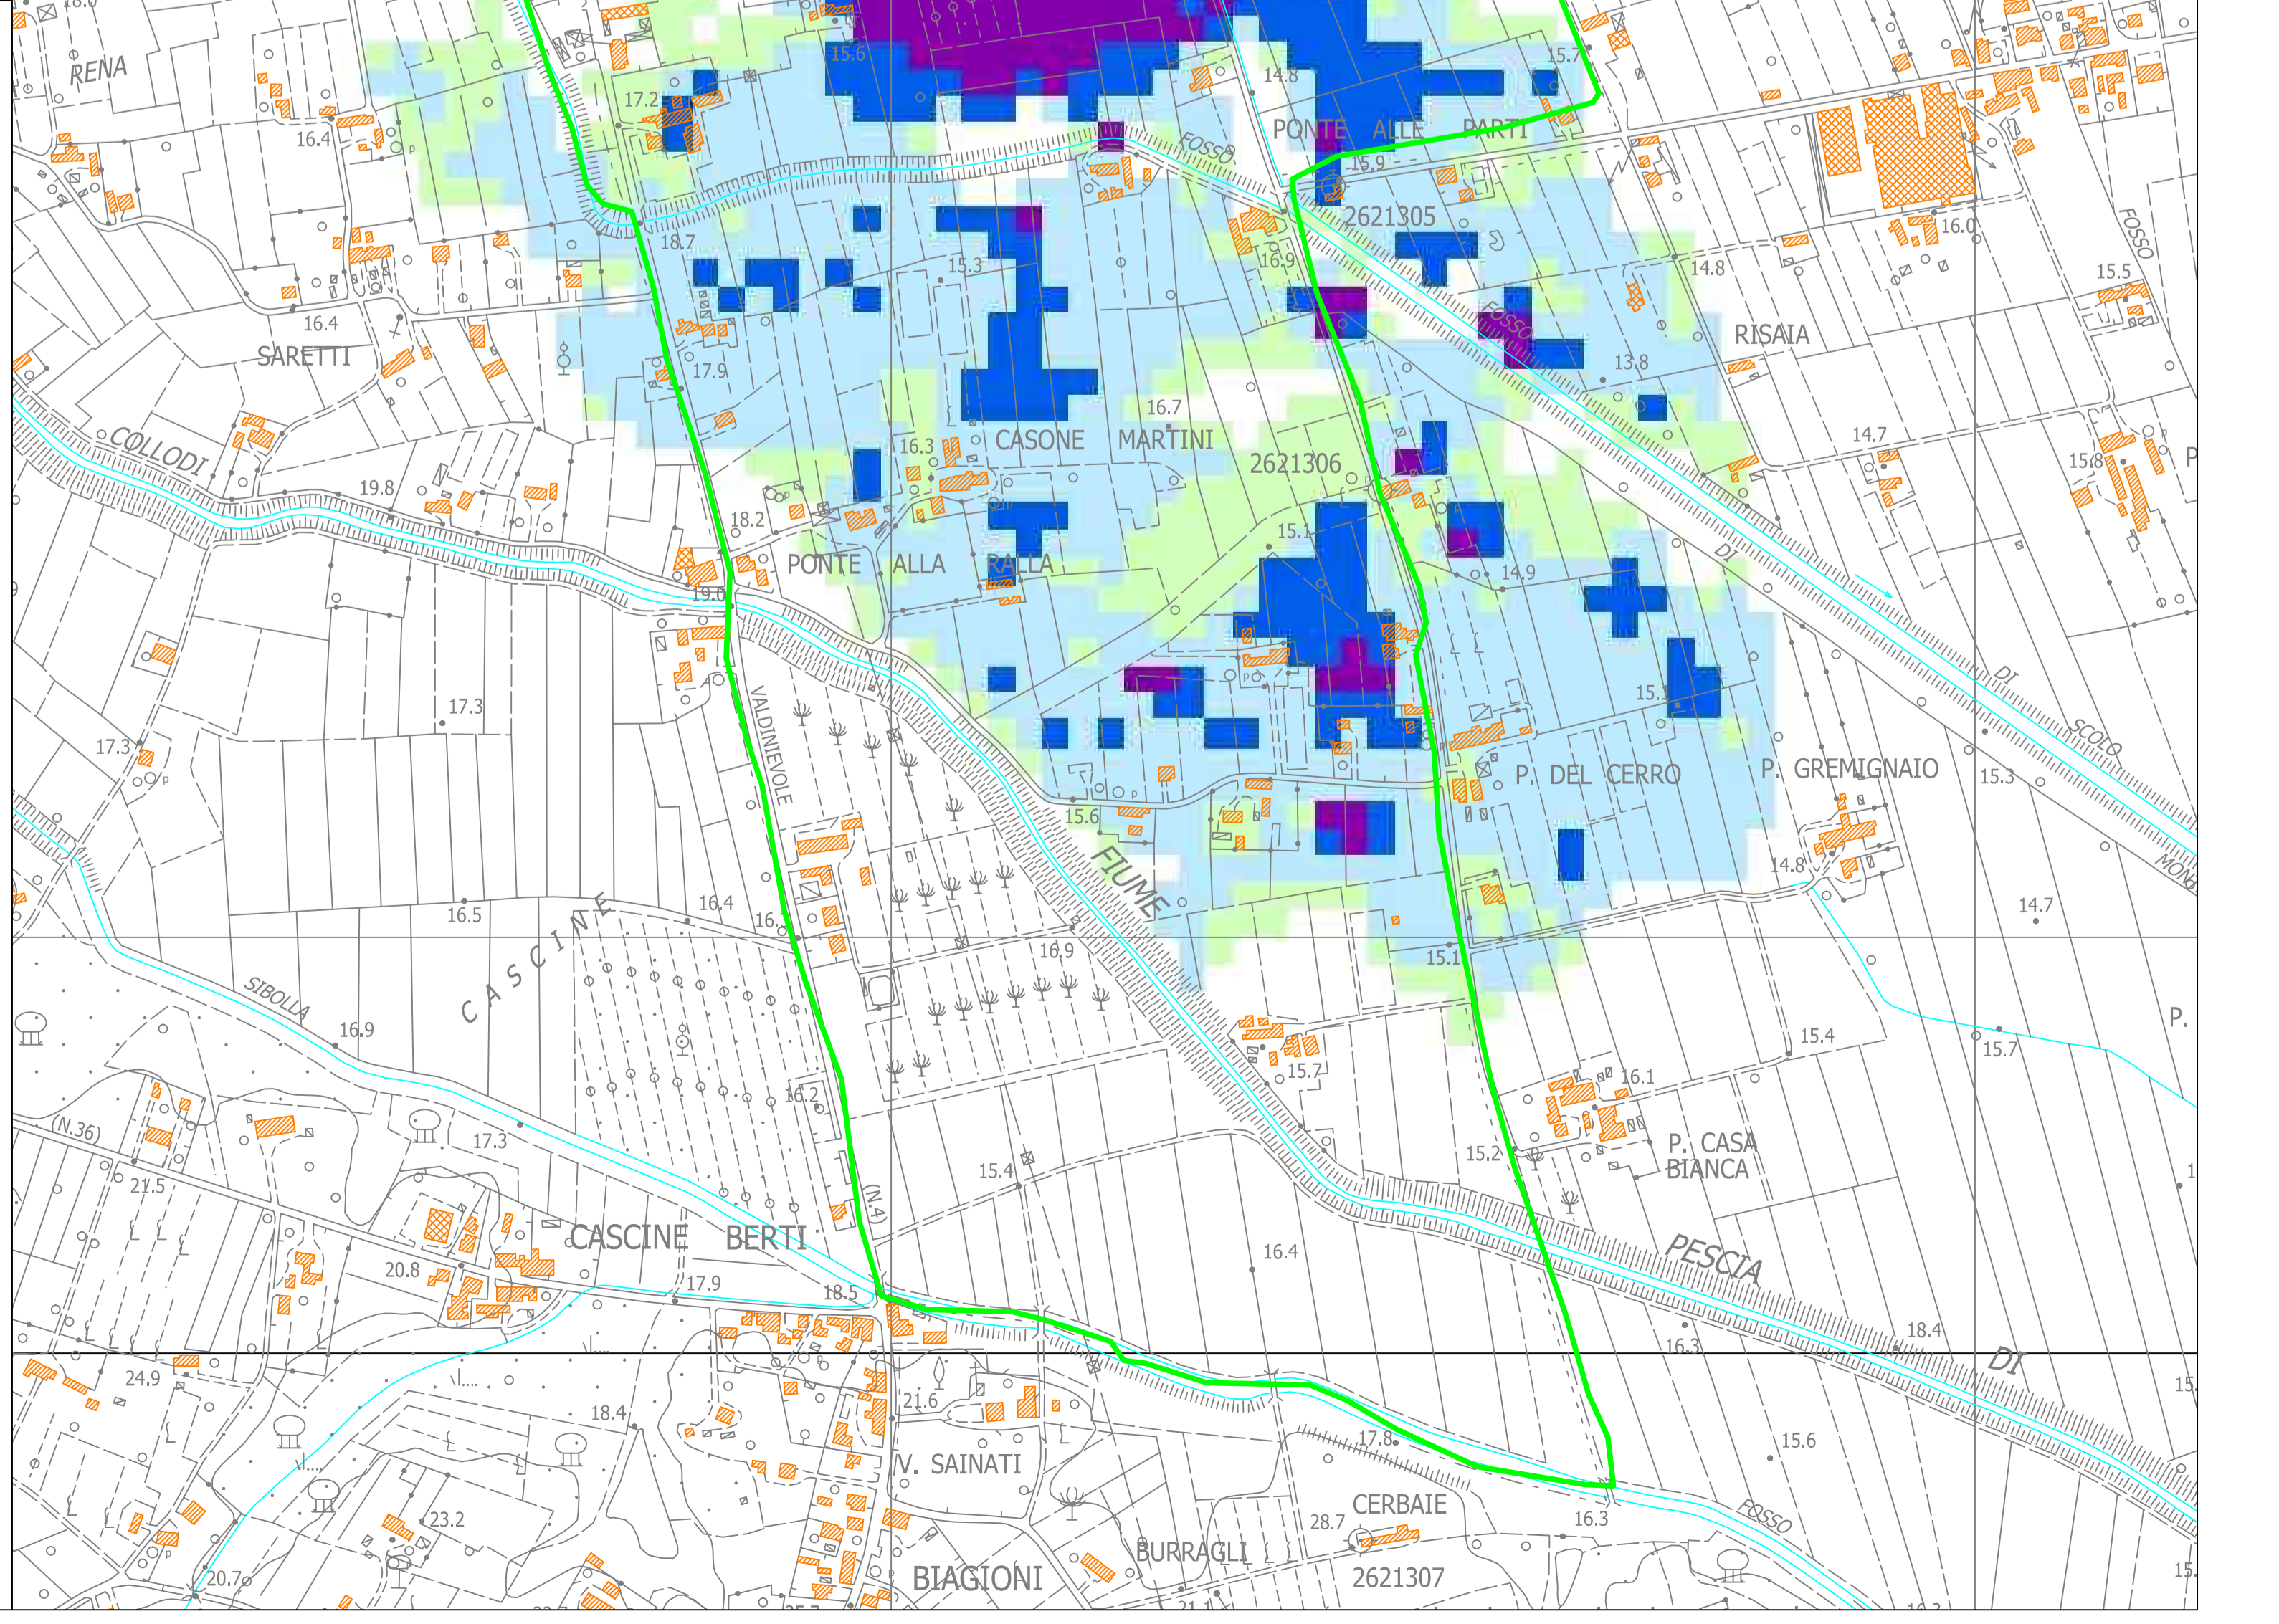 RENA
15.6
15.7
14.8
17.2
16.4
PONTE ALLE PARTI
FOSSO
15.9
2621305
FOSSO
16.0
18.7
15.3
16.9
14.8
15.5
16.4
SARETTI
FOSSO
RISAIA
17.9
13.8
16.7
COLLODI
16.3
CASONE MARTINI
14.7
2621306
15.8
P
19.8
18.2
15.1
DI
PONTE ALLA RALLA
14.9
19.0
VALDINIEVOLE
15.1
DI
17.3
17.3
SCOLO
P. DEL CERRO
P. GREMIGNAIO
15.3
15.6
FIUME
14.8
16.5
16.4
CASCINE
14.7
16.9
15.1
SIBOLLA
16.9
P.
15.4
15.7
15.7
16.1
16.2
(N.36)
17.3
15.2
P. CASA
BIANCA
15.4
21.5
(N.4)
CASCINE BERTI
16.4
PESCIA
20.8
17.9
18.5
16.3
18.4
DI
24.9
21.6
18.4
17.8
15.6
V. SAINATI
CERBAIE
23.2
28.7
16.3
FOSSO
BURRAGLI
20.7
BIAGIONI
2621307